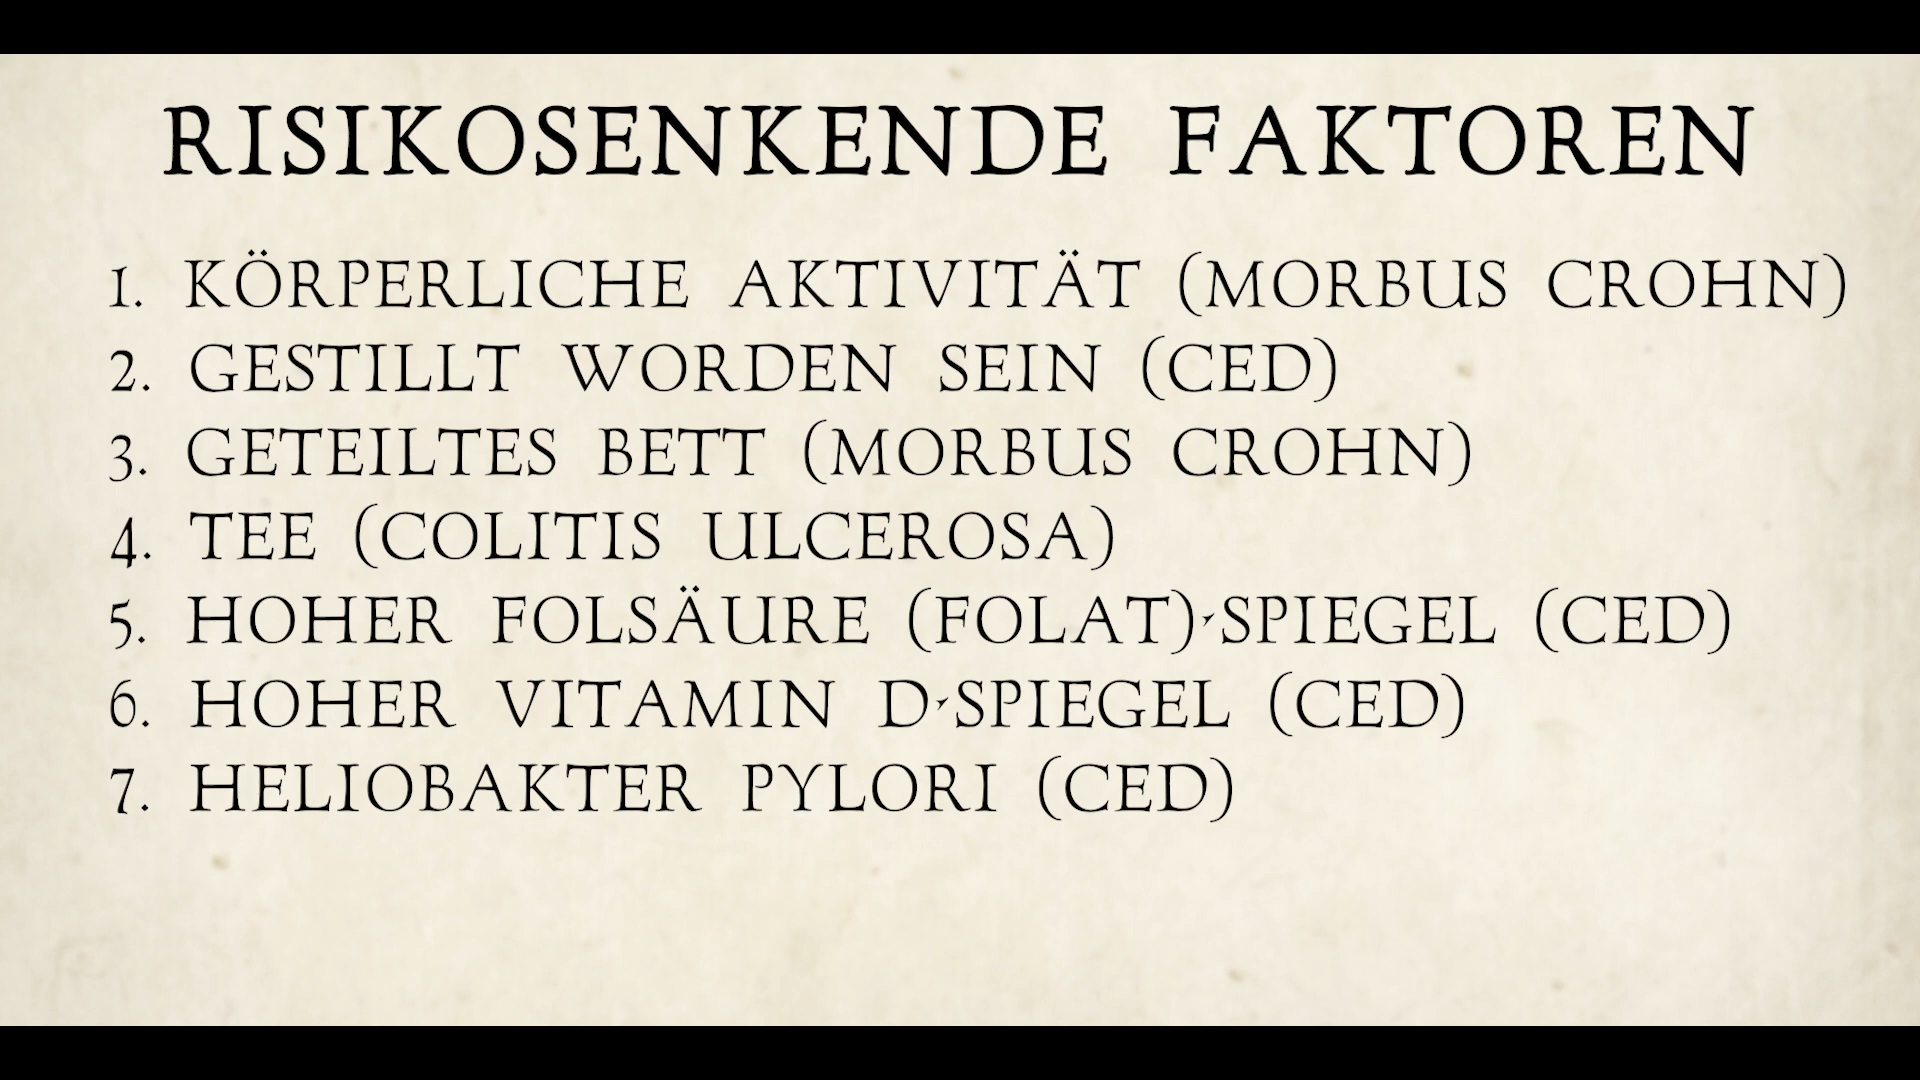 RISIKOSENKENDE FAKTOREN
1. KÖRPERLICHE AKTIVITÄT (MORBUS CROHN)
2. GESTILLT WORDEN SEIN (CED)
3. GETEILTES BETT (MORBUS CROHN)
4. TEE (COLITIS ULCEROSA)
5. HOHER FOLSÄURE (FOLAT)-SPIEGEL (CED)
6. HOHER VITAMIN D-SPIEGEL (CED)
7. HELIOBAKTER PYLORI (CED)